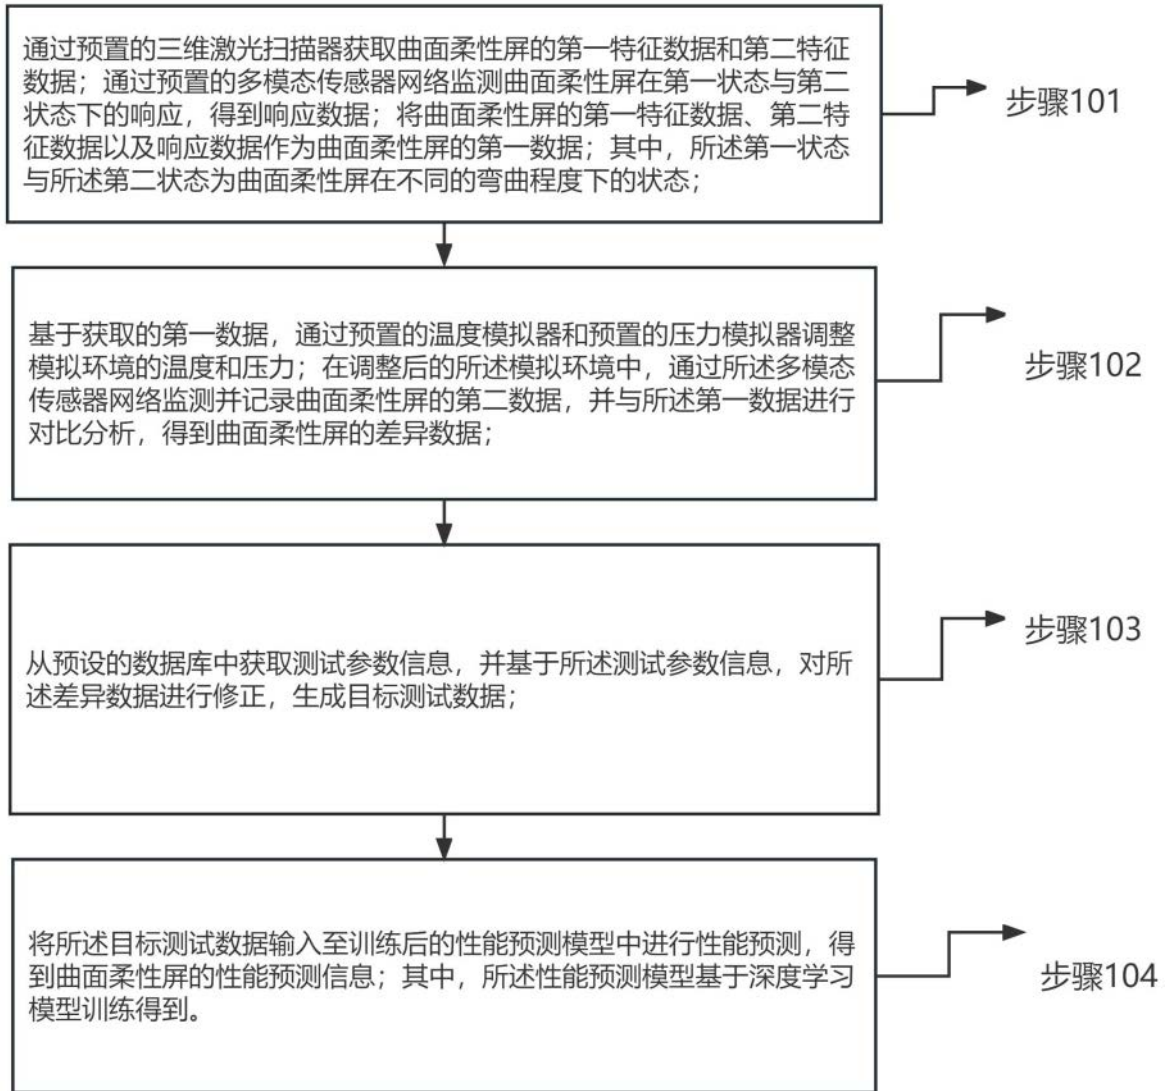 通过预置的三维激光扫描器获取曲面柔性屏的第一特征数据和第二特征
数据；通过预置的多模态传感器网络监测曲面柔性屏在第一状态与第二
状态下的响应，得到响应数据；将曲面柔性屏的第一特征数据、第二特
征数据以及响应数据作为曲面柔性屏的第一数据；其中，所述第一状态
与所述第二状态为曲面柔性屏在不同的弯曲程度下的状态；
步骤101
基于获取的第一数据，通过预置的温度模拟器和预置的压力模拟器调整
模拟环境的温度和压力；在调整后的所述模拟环境中，通过所述多模态
传感器网络监测并记录曲面柔性屏的第二数据，并与所述第一数据进行
对比分析，得到曲面柔性屏的差异数据；
步骤102
从预设的数据库中获取测试参数信息，并基于所述测试参数信息，对所
述差异数据进行修正，生成目标测试数据；
步骤103
将所述目标测试数据输入至训练后的性能预测模型中进行性能预测，得
到曲面柔性屏的性能预测信息；其中，所述性能预测模型基于深度学习
模型训练得到。
步骤104